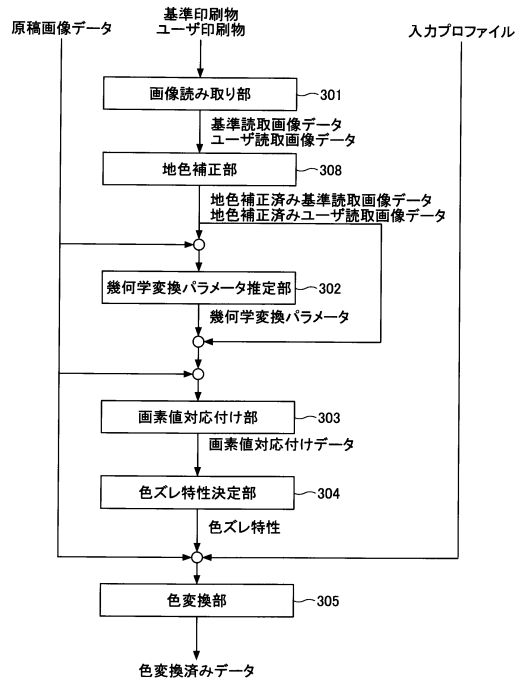 原稿画像データ
基準印刷物
ユーザ印刷物
入力プロファイル
画像読み取り部
301
基準読取画像データ
ユーザ読取画像データ
地色補正部
308
地色補正済み基準読取画像データ
地色補正済みユーザ読取画像データ
幾何学変換パラメータ推定部
302
幾何学変換パラメータ
画素値対応付け部
303
画素値対応付けデータ
色ズレ特性決定部
304
色ズレ特性
色変換部
305
色変換済みデータ